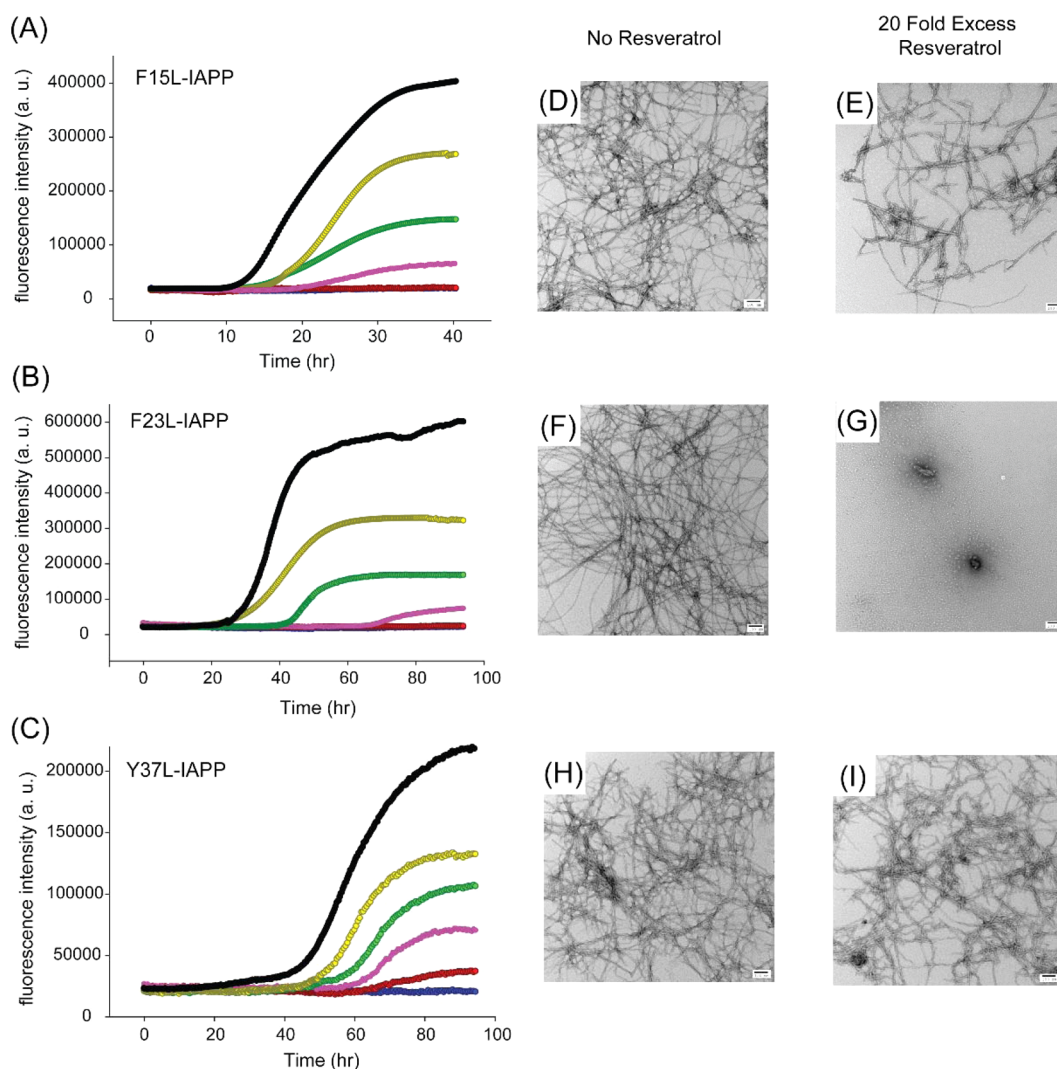 No Resveratrol
20 Fold Excess
Resveratrol
(A)
F15L-IAPP
fluorescence intensity (a. u.)
400000
300000
200000
100000
0
0 10 20 30 40
Time (hr)
(D)
(E)
(B)
F23L-IAPP
fluorescence intensity (a. u.)
600000
500000
400000
300000
200000
100000
0
0 20 40 60 80 100
Time (hr)
(F)
(G)
(C)
Y37L-IAPP
fluorescence intensity (a. u.)
200000
150000
100000
50000
0
0 20 40 60 80 100
Time (hr)
(H)
(I)